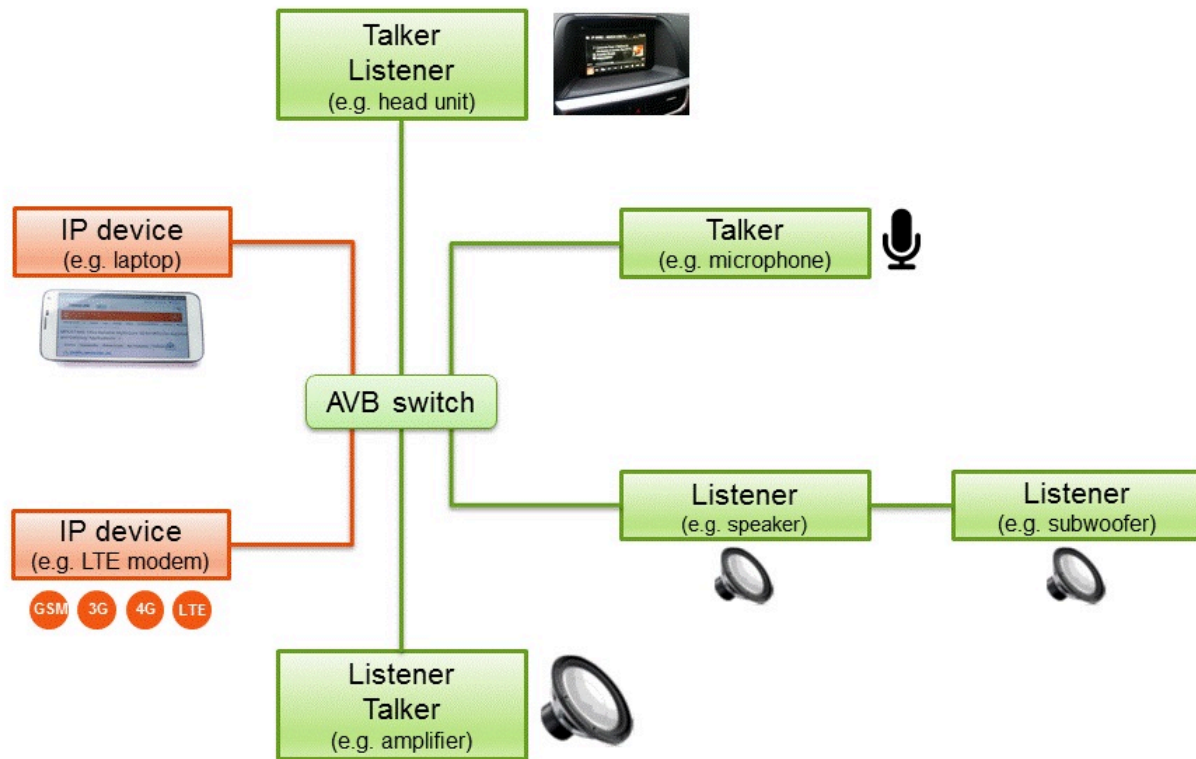 Talker
Listener
(e.g. head unit)
IP device
(e.g. laptop)
Talker
(e.g. microphone)
AVB switch
Listener
(e.g. speaker)
Listener
(e.g. subwoofer)
IP device
(e.g. LTE modem)
GSM 3G 4G LTE
Listener
Talker
(e.g. amplifier)